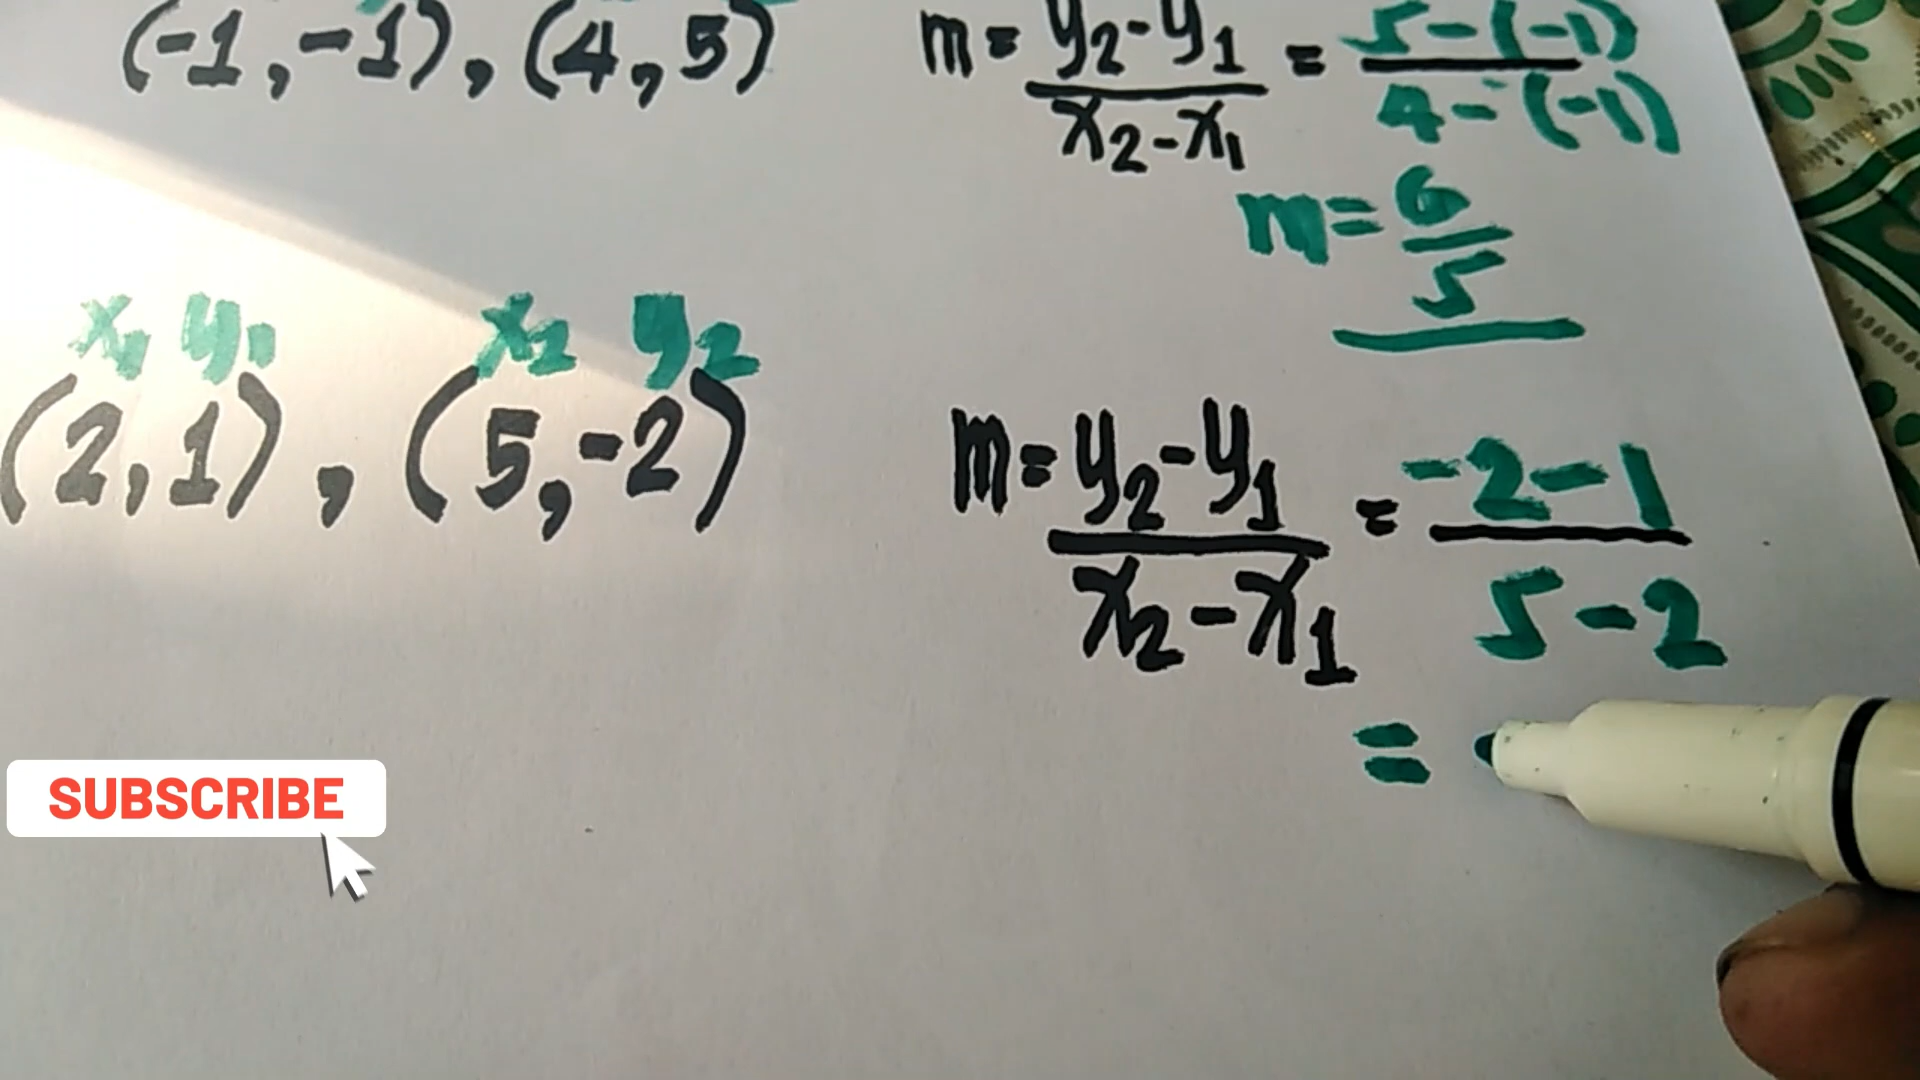 (-1,-1), (4,5)
m = y₂-y₁ / x₂-x₁ = 5-(-1) / 4-(-1)
m = 6/5
x₁ y₁ x₂ y₂
(2,1), (5,-2)
m = y₂-y₁ / x₂-x₁ = -2-1 / 5-2
=
SUBSCRIBE